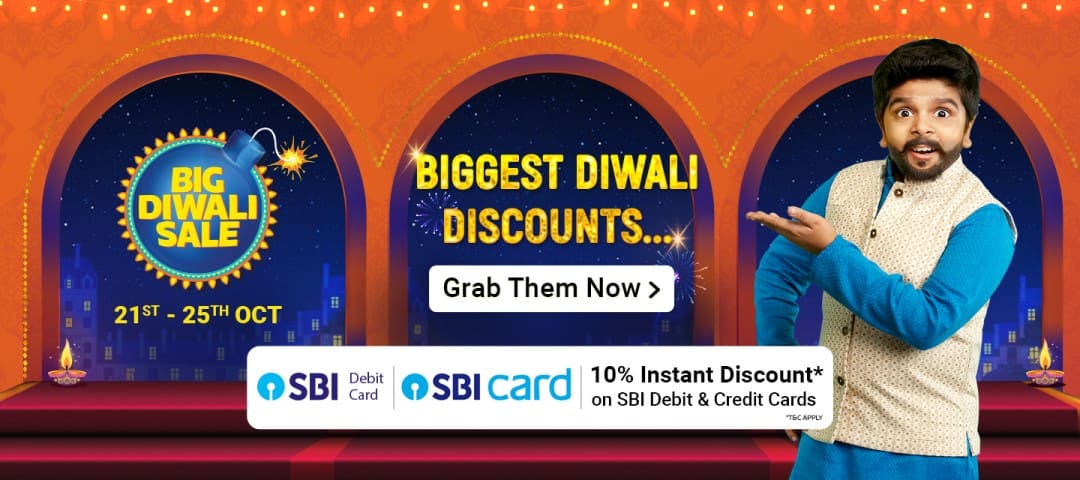 BIG
DIWALI
SALE
21ST - 25TH OCT
BIGGEST DIWALI
DISCOUNTS...
Grab Them Now >
SBI Debit Card
SBI card
10% Instant Discount*
on SBI Debit & Credit Cards
*T&C APPLY